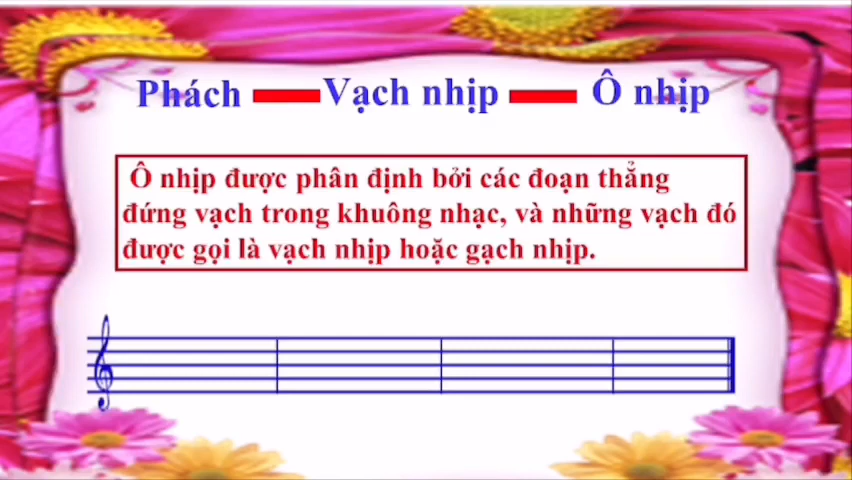 Phách Vạch nhịp Ô nhịp
Ô nhịp được phân định bởi các đoạn thẳng
đứng vạch trong khuông nhạc, và những vạch đó
được gọi là vạch nhịp hoặc gạch nhịp.